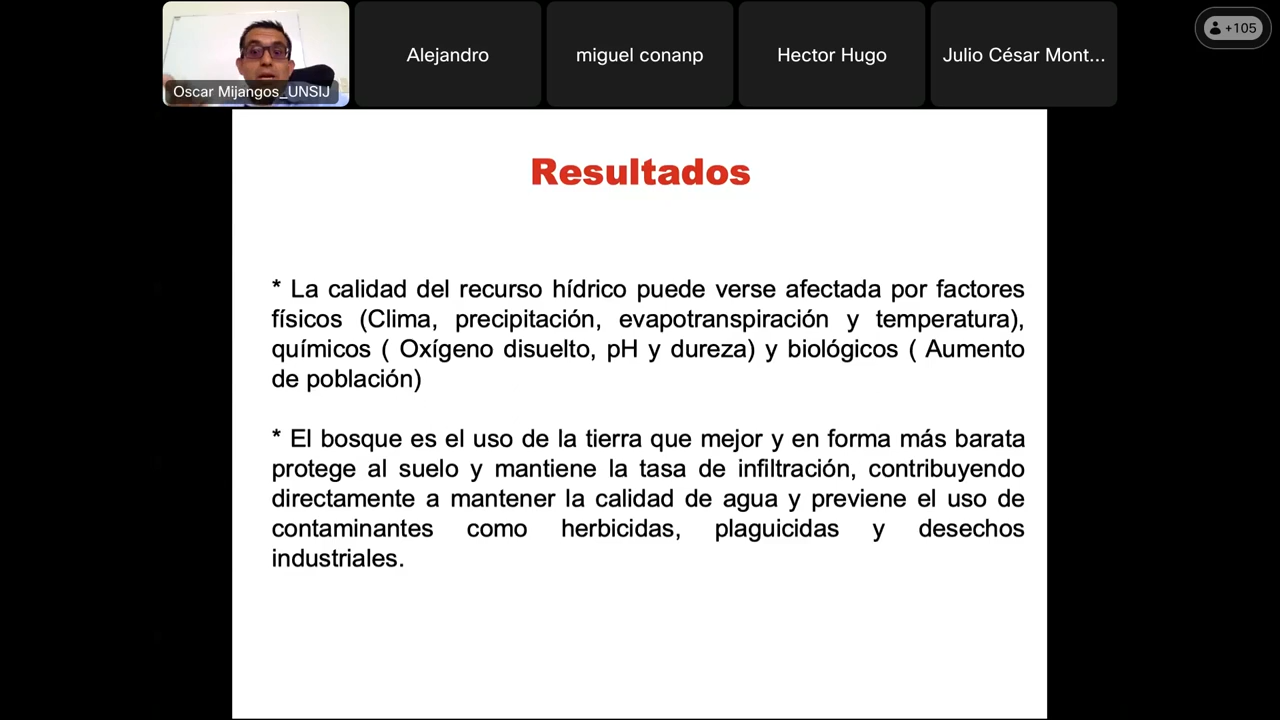 Oscar Mijangos_UNSIJ
Alejandro
miguel conanp
Hector Hugo
Julio César Mont...
+105
Resultados
* La calidad del recurso hídrico puede verse afectada por factores
físicos (Clima, precipitación, evapotranspiración y temperatura),
químicos ( Oxígeno disuelto, pH y dureza) y biológicos ( Aumento
de población)
* El bosque es el uso de la tierra que mejor y en forma más barata
protege al suelo y mantiene la tasa de infiltración, contribuyendo
directamente a mantener la calidad de agua y previene el uso de
contaminantes como herbicidas, plaguicidas y desechos
industriales.